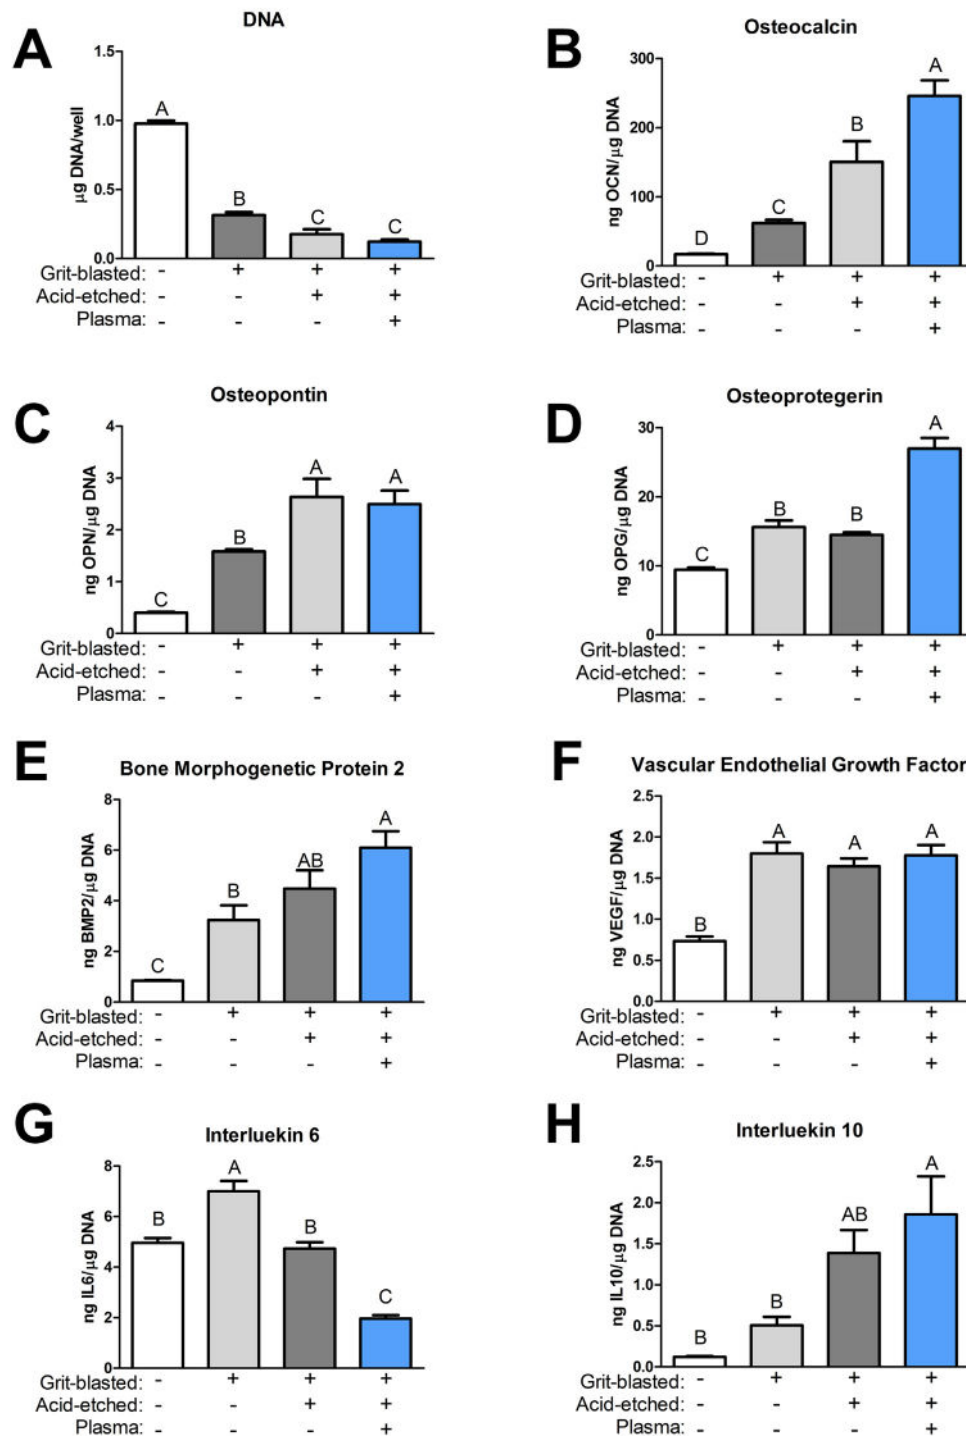 A
DNA
μg DNA/well
1.5
1.0
0.5
0.0
A
B
C
C
Grit-blasted: - + + +
Acid-etched: - - + +
Plasma: - - - +
B
Osteocalcin
ng OCN/μg DNA
300
200
100
0
D
C
B
A
Grit-blasted: - + + +
Acid-etched: - - + +
Plasma: - - - +
C
Osteopontin
ng OPN/μg DNA
4
3
2
1
0
C
B
A
A
Grit-blasted: - + + +
Acid-etched: - - + +
Plasma: - - - +
D
Osteoprotegerin
ng OPG/μg DNA
30
20
10
0
C
B
B
A
Grit-blasted: - + + +
Acid-etched: - - + +
Plasma: - - - +
E
Bone Morphogenetic Protein 2
ng BMP2/μg DNA
8
6
4
2
0
C
B
AB
A
Grit-blasted: - + + +
Acid-etched: - - + +
Plasma: - - - +
F
Vascular Endothelial Growth Factor
ng VEGF/μg DNA
2.5
2.0
1.5
1.0
0.5
0.0
B
A
A
A
Grit-blasted: - + + +
Acid-etched: - - + +
Plasma: - - - +
G
Interluekin 6
ng IL6/μg DNA
8
6
4
2
0
B
A
B
C
Grit-blasted: - + + +
Acid-etched: - - + +
Plasma: - - - +
H
Interluekin 10
ng IL10/μg DNA
2.5
2.0
1.5
1.0
0.5
0.0
B
B
AB
A
Grit-blasted: - + + +
Acid-etched: - - + +
Plasma: - - - +